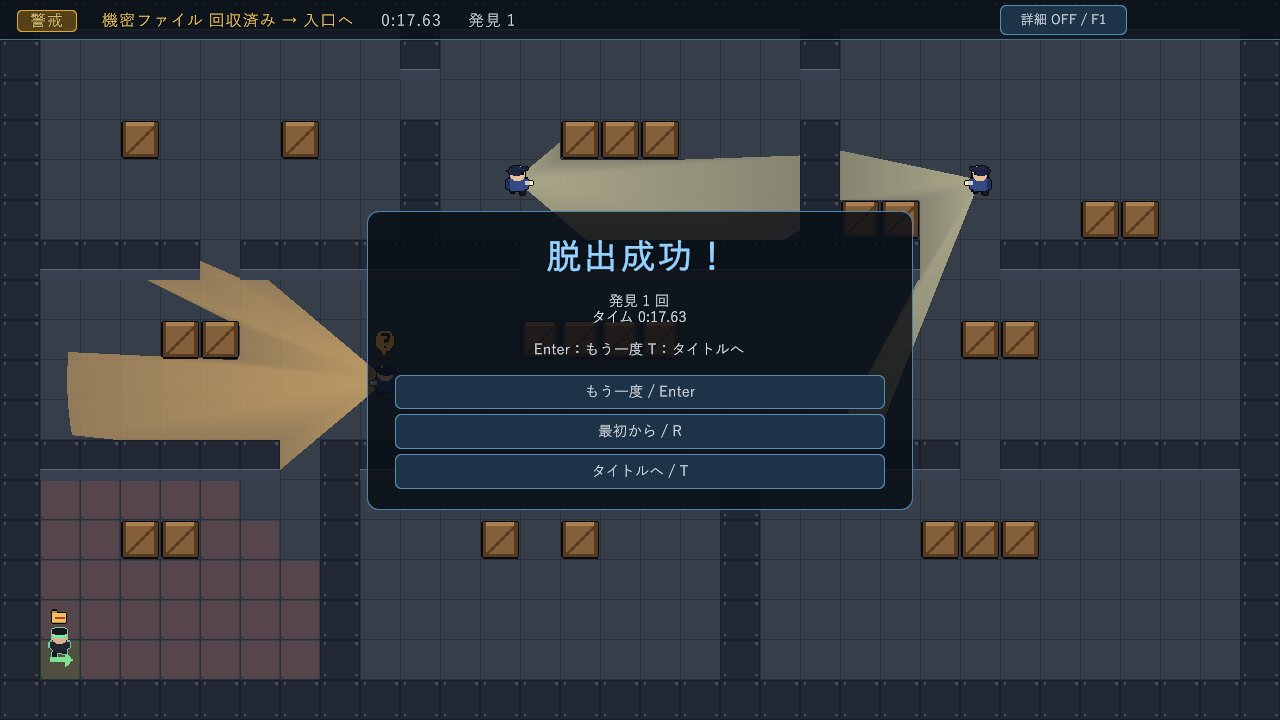 警戒 機密ファイル 回収済み → 入口へ 0:17.63 発見 1 詳細 OFF / F1
?
脱出成功！
発見 1 回
タイム 0:17.63
Enter：もう一度 T：タイトルへ
もう一度 / Enter
最初から / R
タイトルへ / T